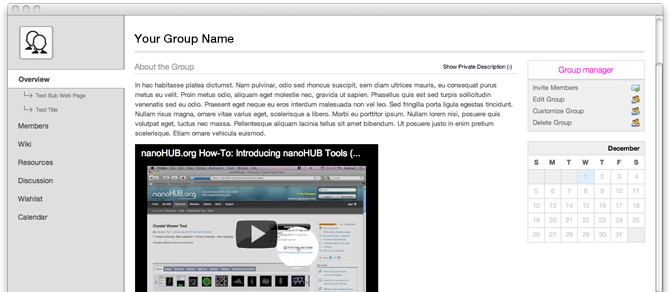 Your Group Name
Overview
Test Sub Web Page
Test Title
Members
Wiki
Resources
Discussion
Wishlist
Calendar
About the Group
Show Private Description (-)
In hac habitasse platea dictumst. Nam pulvinar, odio sed rhoncus suscipit, sem diam ultrices mauris, eu consequat purus
metus eu velit. Proin metus odio, aliquam eget molestie nec, gravida ut sapien. Phasellus quis est sed turpis sollicitudin
venenatis sed eu odio. Praesent eget neque eu eros interdum malesuada non vel leo. Sed fringilla porta ligula egestas tincidunt.
Nullam risus magna, ornare vitae varius eget, scelerisque a libero. Morbi eu porttitor ipsum. Nullam lorem nisi, posuere quis
volutpat eget, luctus nec massa. Pellentesque aliquam lacinia tellus sit amet bibendum. Ut posuere justo in enim pretium
scelerisque. Etiam ornare vehicula euismod.
nanoHUB.org How-To: Introducing nanoHUB Tools (...
nanoHUB.org
Crystal Viewer Tool
Group manager
Invite Members
Edit Group
Customize Group
Delete Group
December
S M T W T F S
1 2 3 4
5 6 7 8 9 10 11
12 13 14 15 16 17 18
19 20 21 22 23 24 25
26 27 28 29 30 31